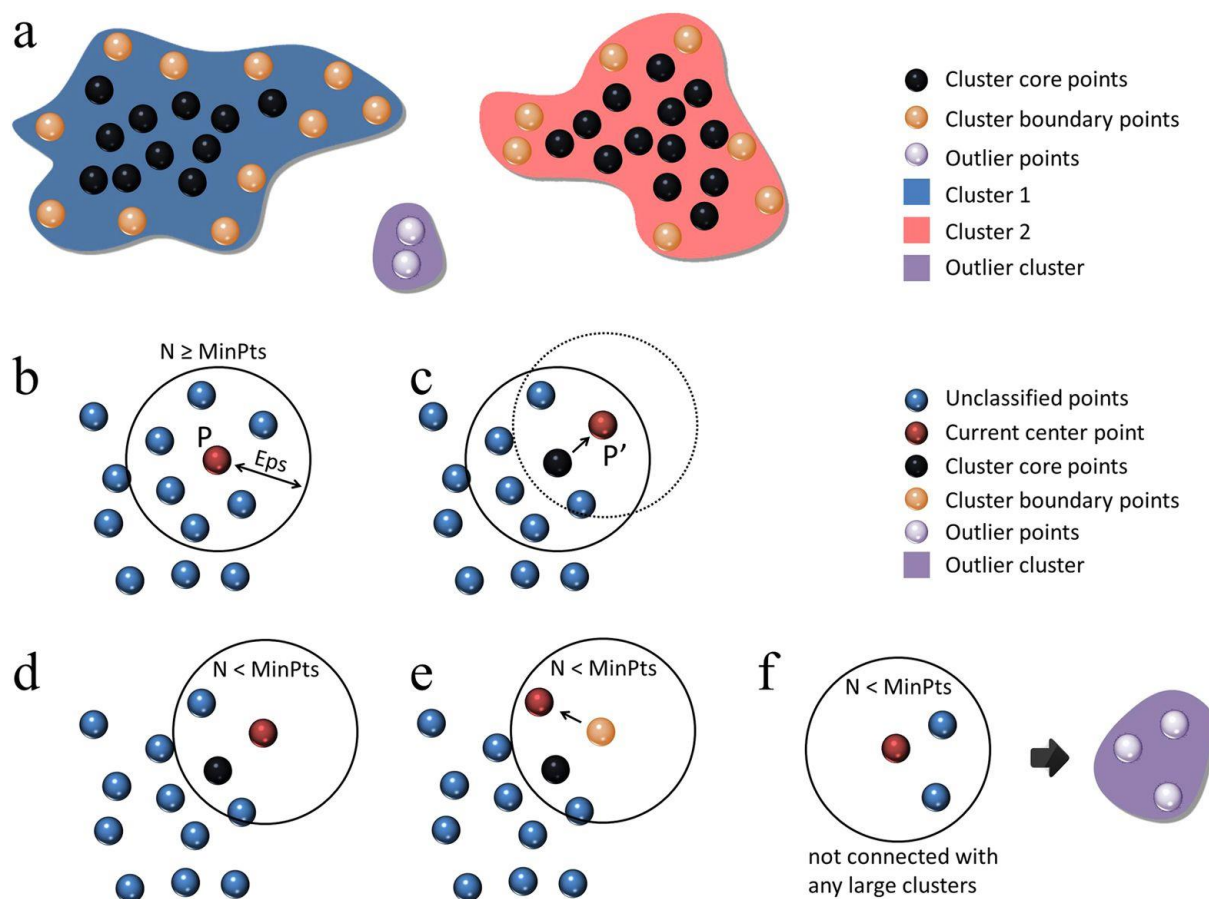 a
Cluster core points
Cluster boundary points
Outlier points
Cluster 1
Cluster 2
Outlier cluster
b
N ≥ MinPts
P
Eps
c
P’
Unclassified points
Current center point
Cluster core points
Cluster boundary points
Outlier points
Outlier cluster
d
N < MinPts
e
N < MinPts
f
N < MinPts
not connected with
any large clusters